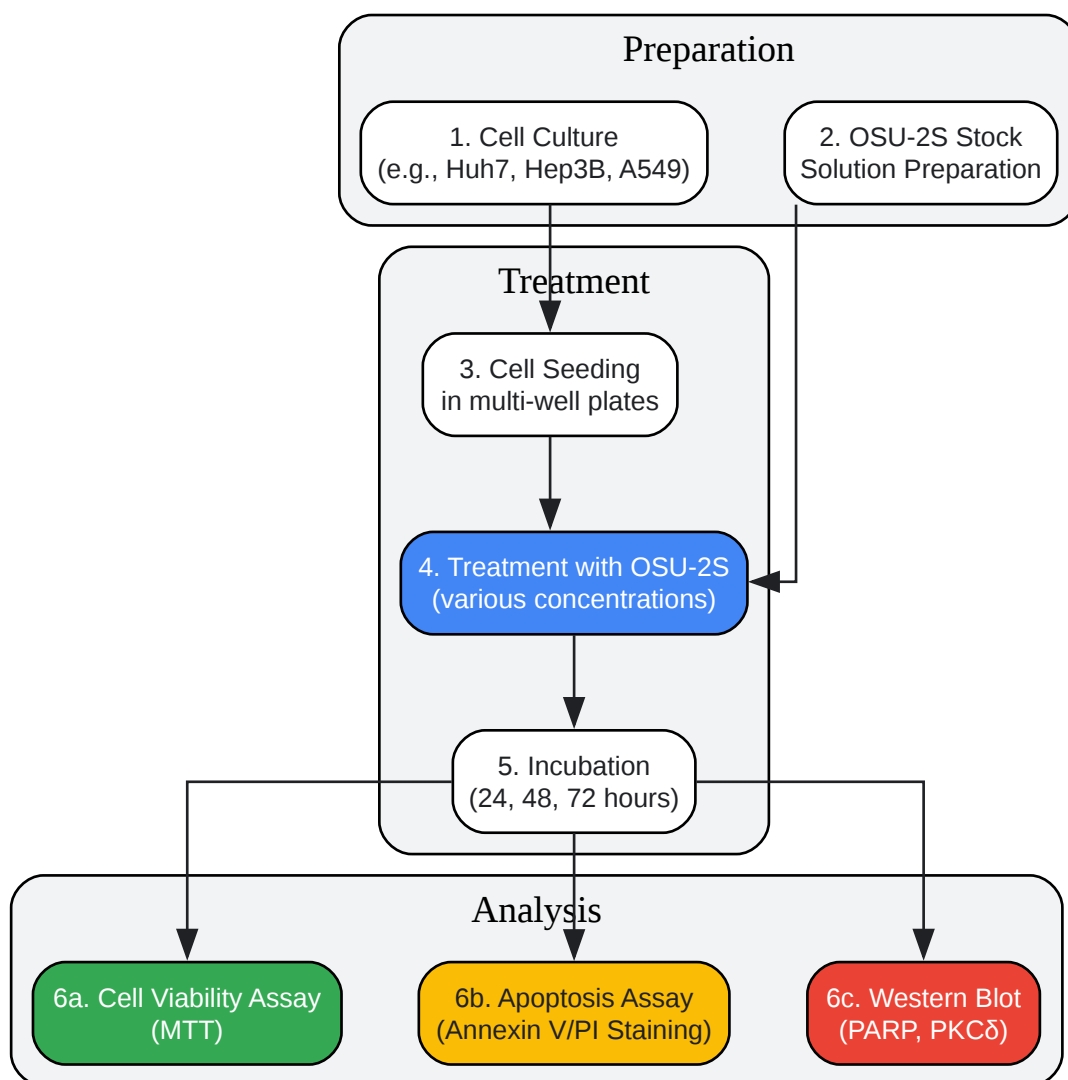 Preparation
1. Cell Culture
(e.g., Huh7, Hep3B, A549)
2. OSU-2S Stock
Solution Preparation
Treatment
3. Cell Seeding
in multi-well plates
4. Treatment with OSU-2S
(various concentrations)
5. Incubation
(24, 48, 72 hours)
Analysis
6a. Cell Viability Assay
(MTT)
6b. Apoptosis Assay
(Annexin V/PI Staining)
6c. Western Blot
(PARP, PKCδ)